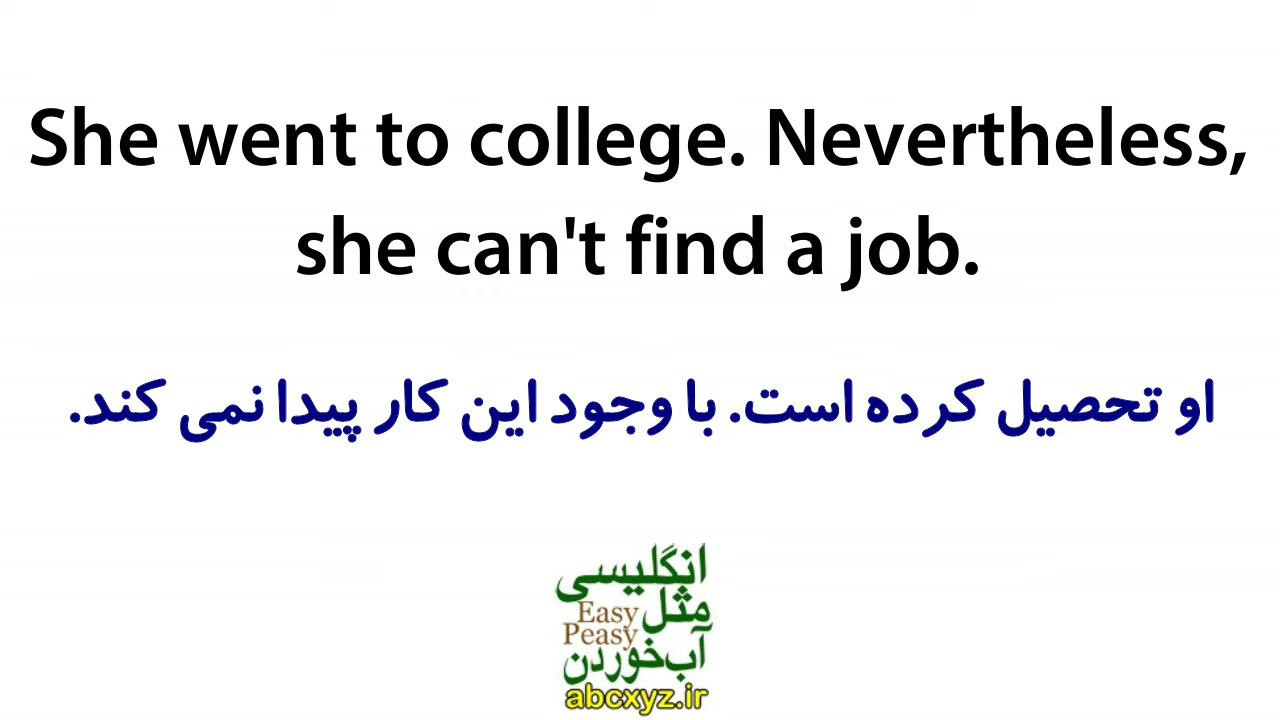 She went to college. Nevertheless,
she can't find a job.
او تحصیل کرده است. با وجود این کار پیدا نمی کند.
انگلیسی
مثل
Easy
Peasy
آب‌خوردن
abcxyz.ir